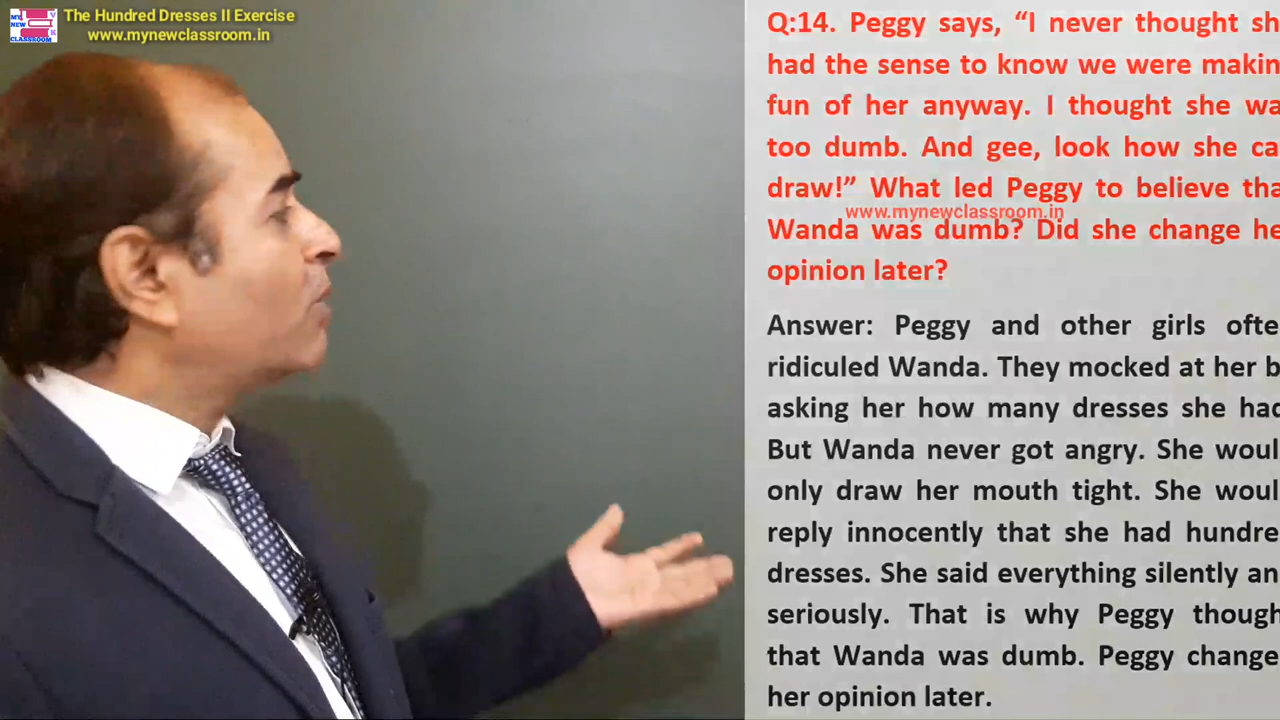 The Hundred Dresses II Exercise
www.mynewclassroom.in
MY
NEW
CLASSROOM
V
K
Q:14. Peggy says, “I never thought sh
had the sense to know we were makin
fun of her anyway. I thought she wa
too dumb. And gee, look how she ca
draw!” What led Peggy to believe tha
www.mynewclassroom.in
Wanda was dumb? Did she change he
opinion later?
Answer: Peggy and other girls ofte
ridiculed Wanda. They mocked at her b
asking her how many dresses she had
But Wanda never got angry. She woul
only draw her mouth tight. She woul
reply innocently that she had hundre
dresses. She said everything silently an
seriously. That is why Peggy though
that Wanda was dumb. Peggy change
her opinion later.